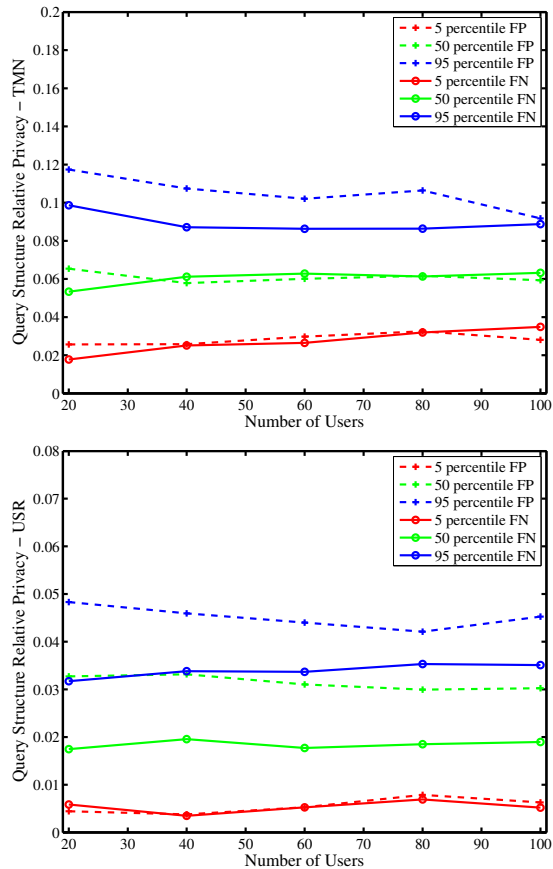 0.2
0.18
0.16
0.14
0.12
0.1
0.08
0.06
0.04
0.02
0
Query Structure Relative Privacy − TMN
5 percentile FP
50 percentile FP
95 percentile FP
5 percentile FN
50 percentile FN
95 percentile FN
20 30 40 50 60 70 80 90 100
Number of Users
0.08
0.07
0.06
0.05
0.04
0.03
0.02
0.01
0
Query Structure Relative Privacy − USR
5 percentile FP
50 percentile FP
95 percentile FP
5 percentile FN
50 percentile FN
95 percentile FN
20 30 40 50 60 70 80 90 100
Number of Users